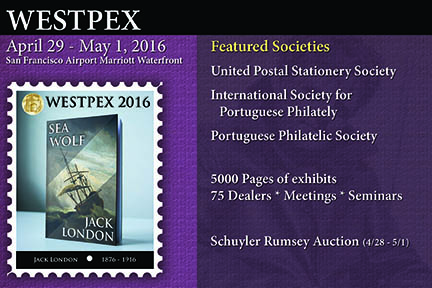 WESTPEX
April 29 - May 1, 2016
San Francisco Airport Marriott Waterfront
WESTPEX 2016
SEA
WOLF
JACK
LONDON
JACK LONDON • 1876 - 1916
Featured Societies
United Postal Stationery Society
International Society for
Portuguese Philately
Portuguese Philatelic Society
5000 Pages of exhibits
75 Dealers * Meetings * Seminars
Schuyler Rumsey Auction (4/28 - 5/1)